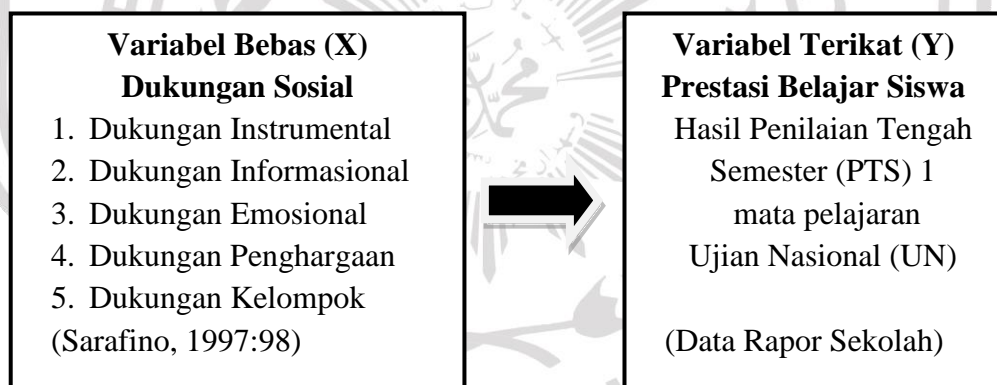 Variabel Bebas (X)
Dukungan Sosial
1. Dukungan Instrumental
2. Dukungan Informasional
3. Dukungan Emosional
4. Dukungan Penghargaan
5. Dukungan Kelompok
(Sarafino, 1997:98)
Variabel Terikat (Y)
Prestasi Belajar Siswa
Hasil Penilaian Tengah
Semester (PTS) 1
mata pelajaran
Ujian Nasional (UN)
(Data Rapor Sekolah)